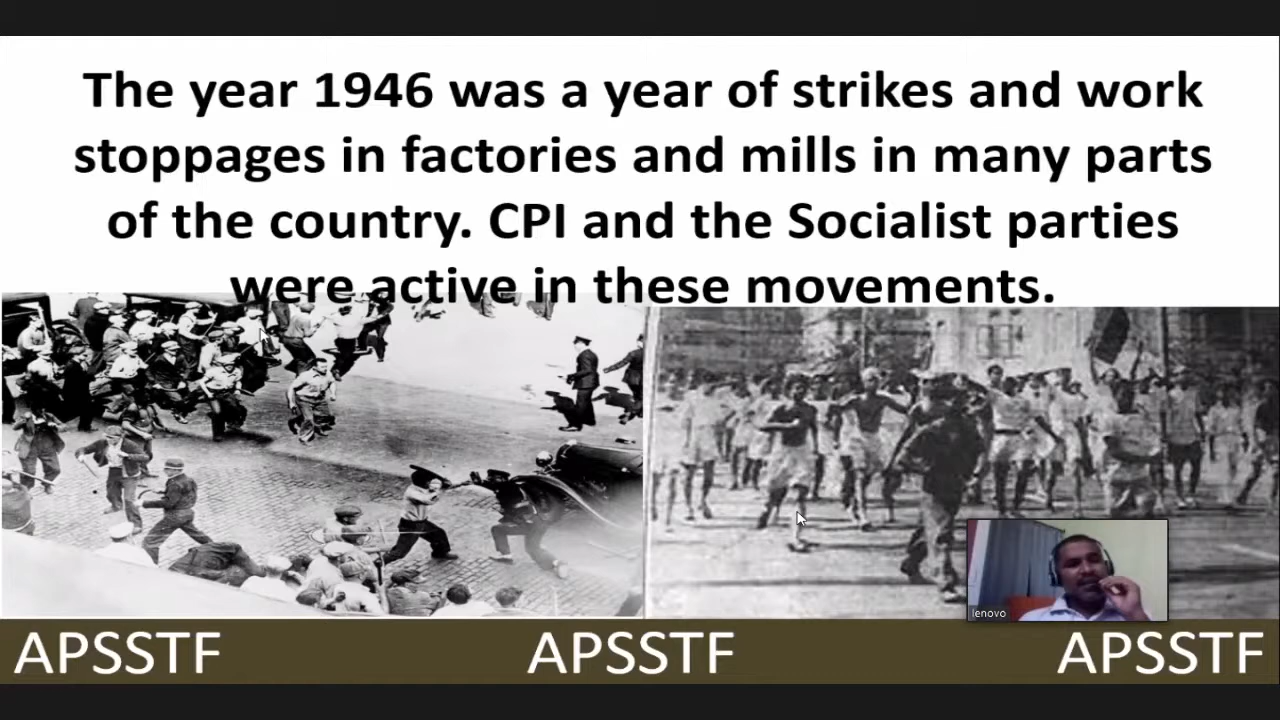 The year 1946 was a year of strikes and work
stoppages in factories and mills in many parts
of the country. CPI and the Socialist parties
were active in these movements.
lenovo
APSSTF APSSTF APSSTF